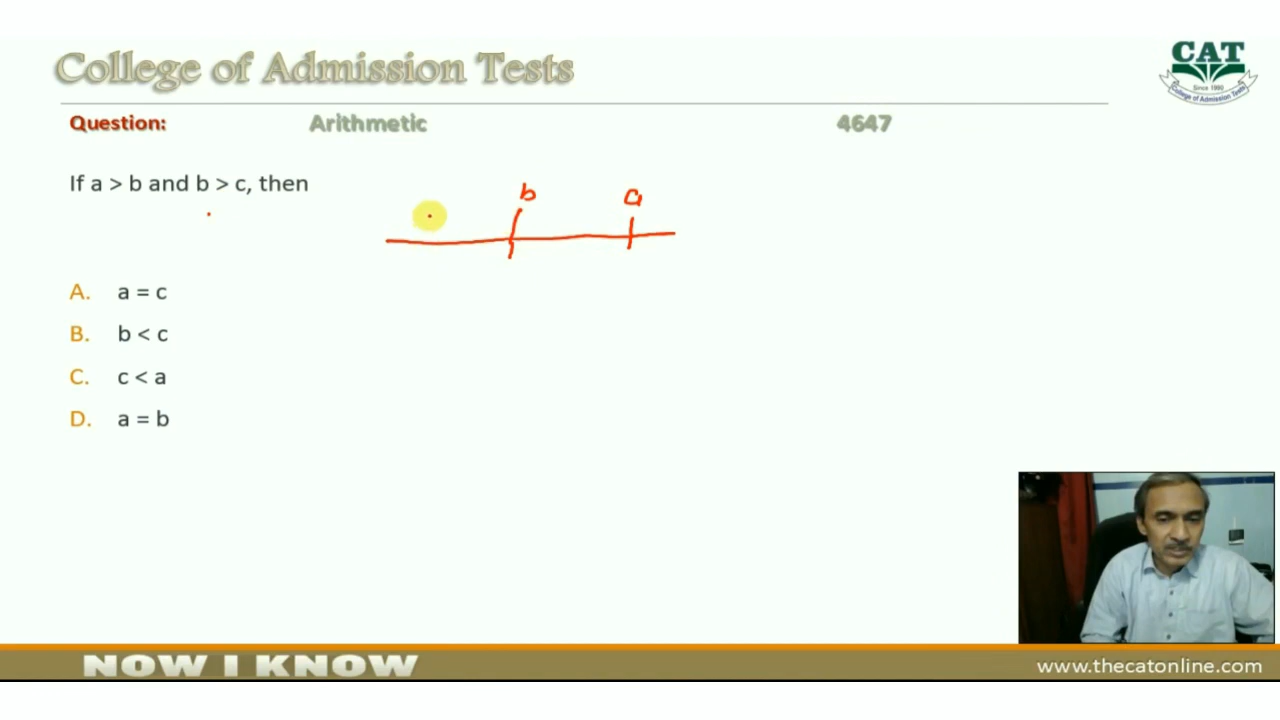 College of Admission Tests
CAT
Since 1980
College of Admission Tests
Question: Arithmetic 4647
If a > b and b > c, then
b a
A. a = c
B. b < c
C. c < a
D. a = b
NOW I KNOW
www.thecatonline.com